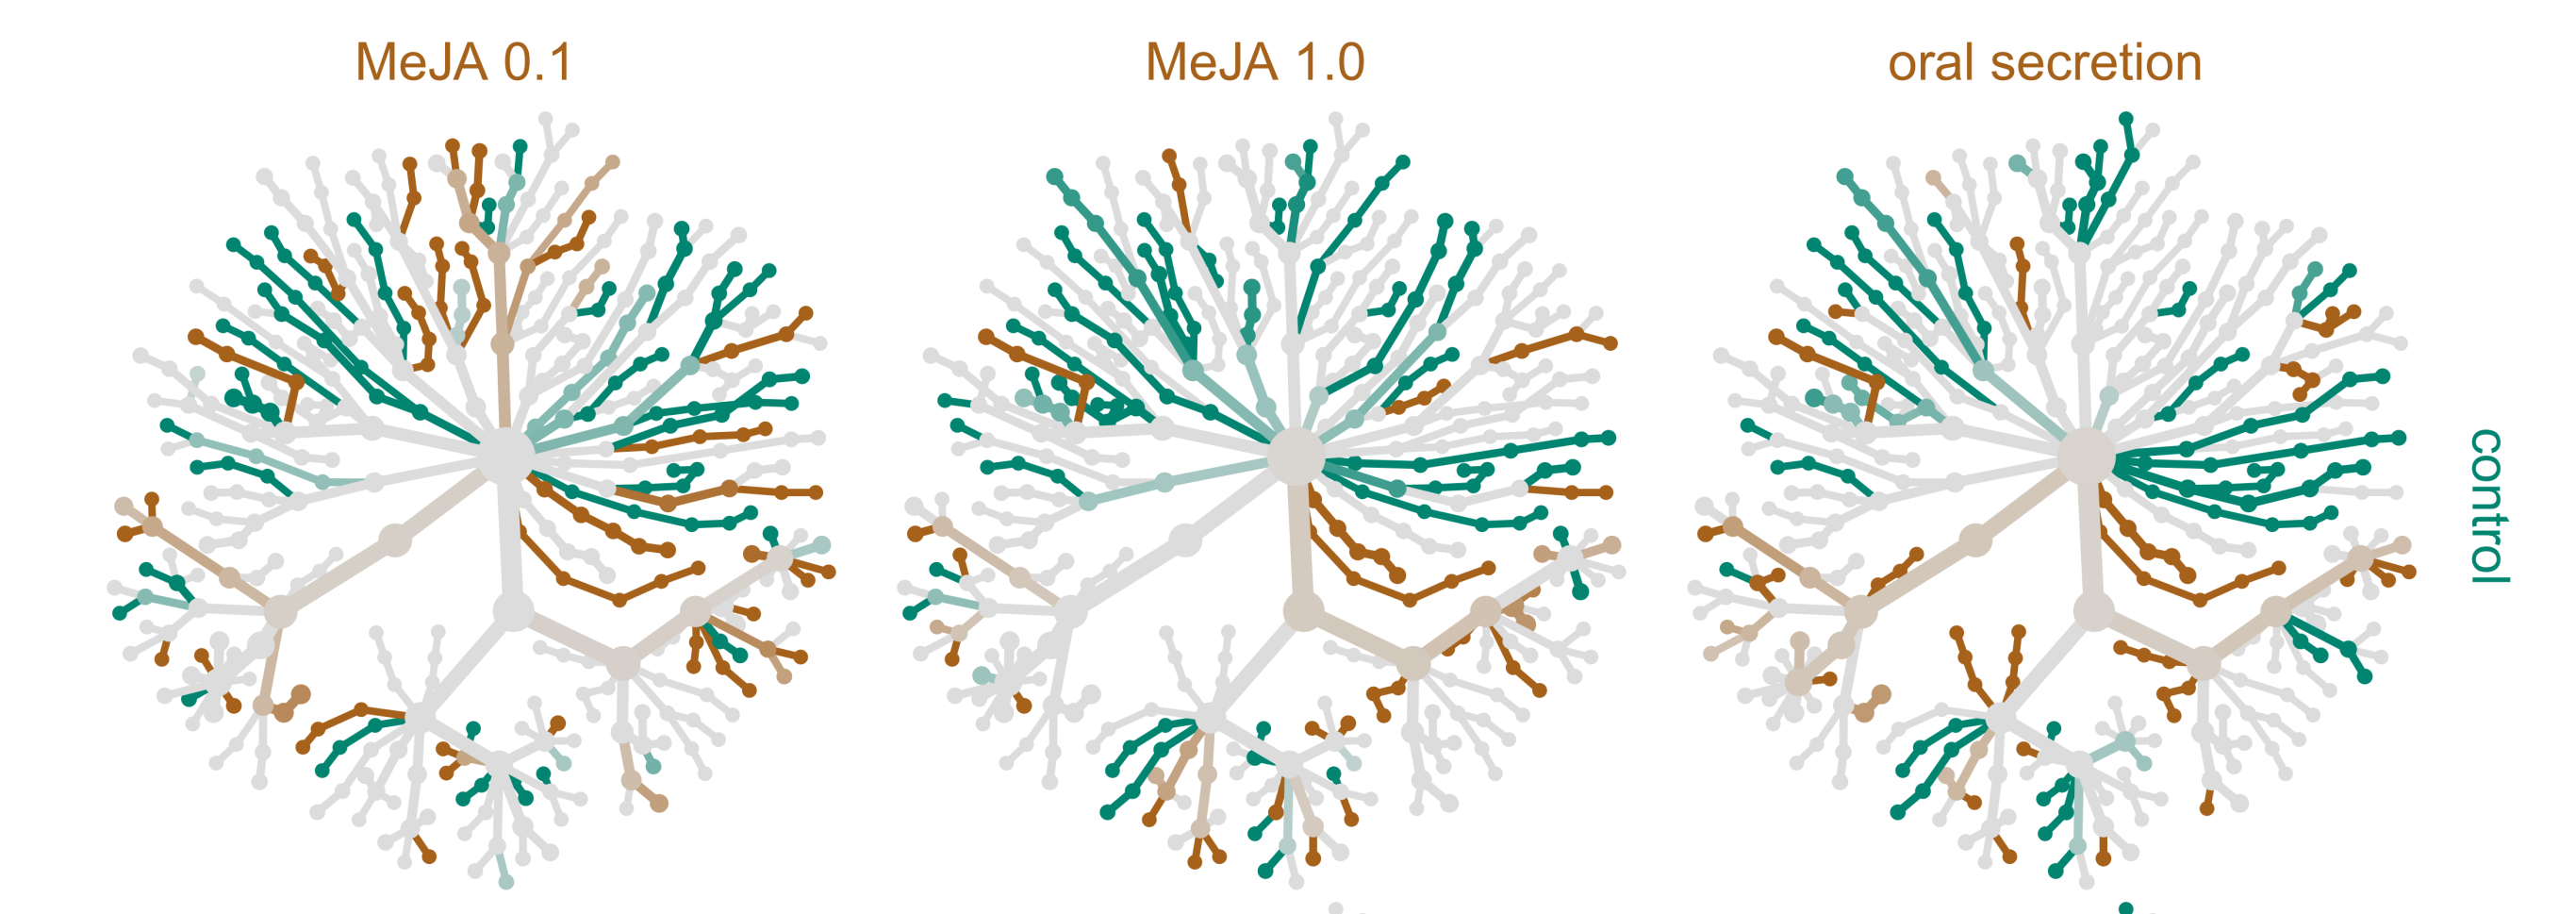 MeJA 0.1
MeJA 1.0
oral secretion
control